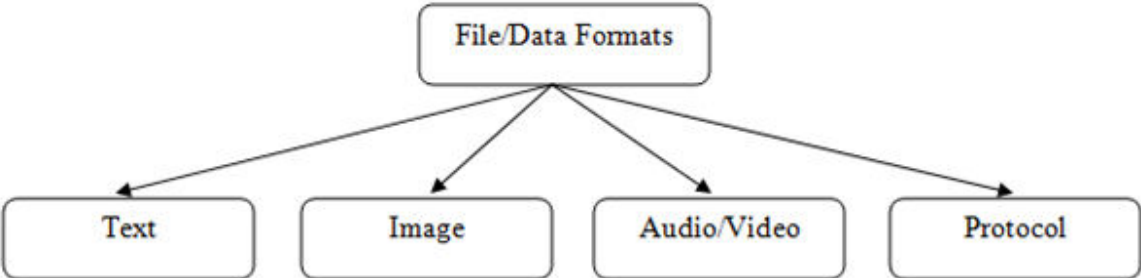 File/Data Formats
Text
Image
Audio/Video
Protocol